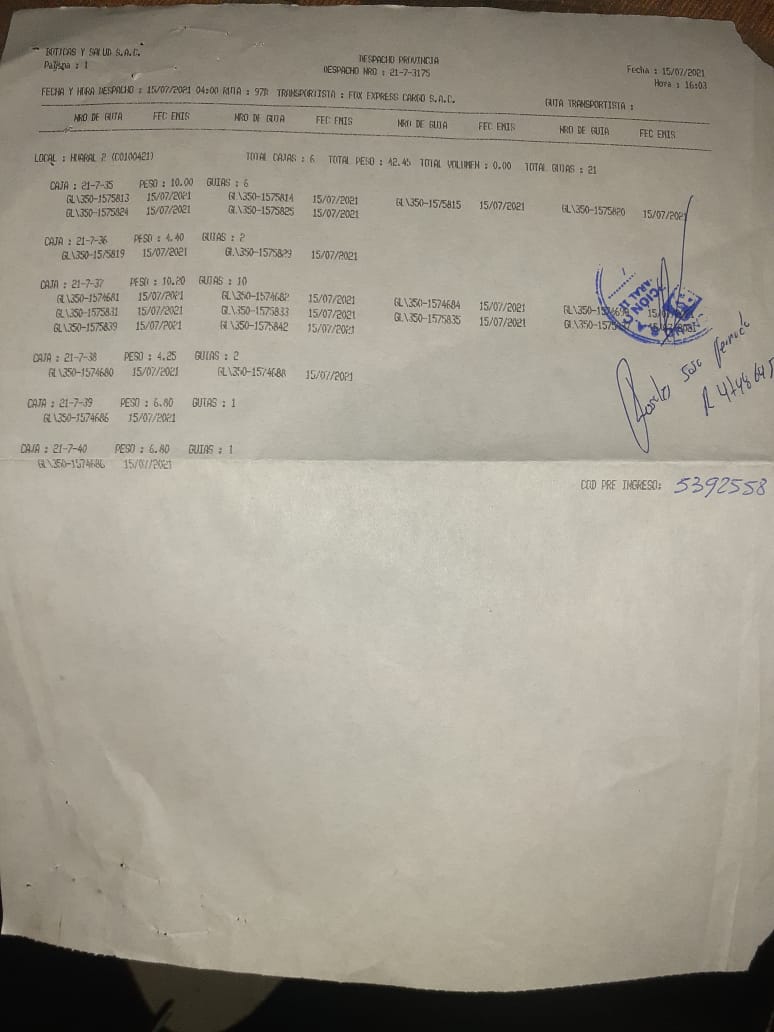 BOTICAS Y SALUD S.A.C.
Página : 1
DESPACHO PROVINCIA
DESPACHO NRO : 21-7-3175
Fecha : 15/07/2021
Hora : 16:03
FECHA Y HORA DESPACHO : 15/07/2021 04:00 RUTA : 97R TRANSPORTISTA : FOX EXPRESS CARGO S.A.C. GUIA TRANSPORTISTA :
NRO DE GUIA FEC EMIS NRO DE GUIA FEC EMIS NRO DE GUIA FEC EMIS NRO DE GUIA FEC EMIS
LOCAL : HUARAL 2 (C0100421) TOTAL CAJAS : 6 TOTAL PESO : 42.45 TOTAL VOLUMEN : 0.00 TOTAL GUIAS : 21
CAJA : 21-7-35 PESO : 10.00 GUIAS : 6
GL\350-1575813 15/07/2021 GL\350-1575814 15/07/2021 GL\350-1575815 15/07/2021 GL\350-1575820 15/07/2021
GL\350-1575824 15/07/2021 GL\350-1575825 15/07/2021
CAJA : 21-7-36 PESO : 4.40 GUIAS : 2
GL\350-1575819 15/07/2021 GL\350-1575829 15/07/2021
CAJA : 21-7-37 PESO : 10.20 GUIAS : 10
GL\350-1574681 15/07/2021 GL\350-1574682 15/07/2021 GL\350-1574684 15/07/2021
GL\350-1575831 15/07/2021 GL\350-1575833 15/07/2021 GL\350-1575835 15/07/2021
GL\350-1575839 15/07/2021 GL\350-1575842 15/07/2021
CAJA : 21-7-38 PESO : 4.25 GUIAS : 2
GL\350-1574680 15/07/2021 GL\350-1574688 15/07/2021
CAJA : 21-7-39 PESO : 6.80 GUIAS : 1
GL\350-1574686 15/07/2021
CAJA : 21-7-40 PESO : 6.80 GUIAS : 1
GL\350-1574686 15/07/2021
COD PRE INGRESO: 5392558